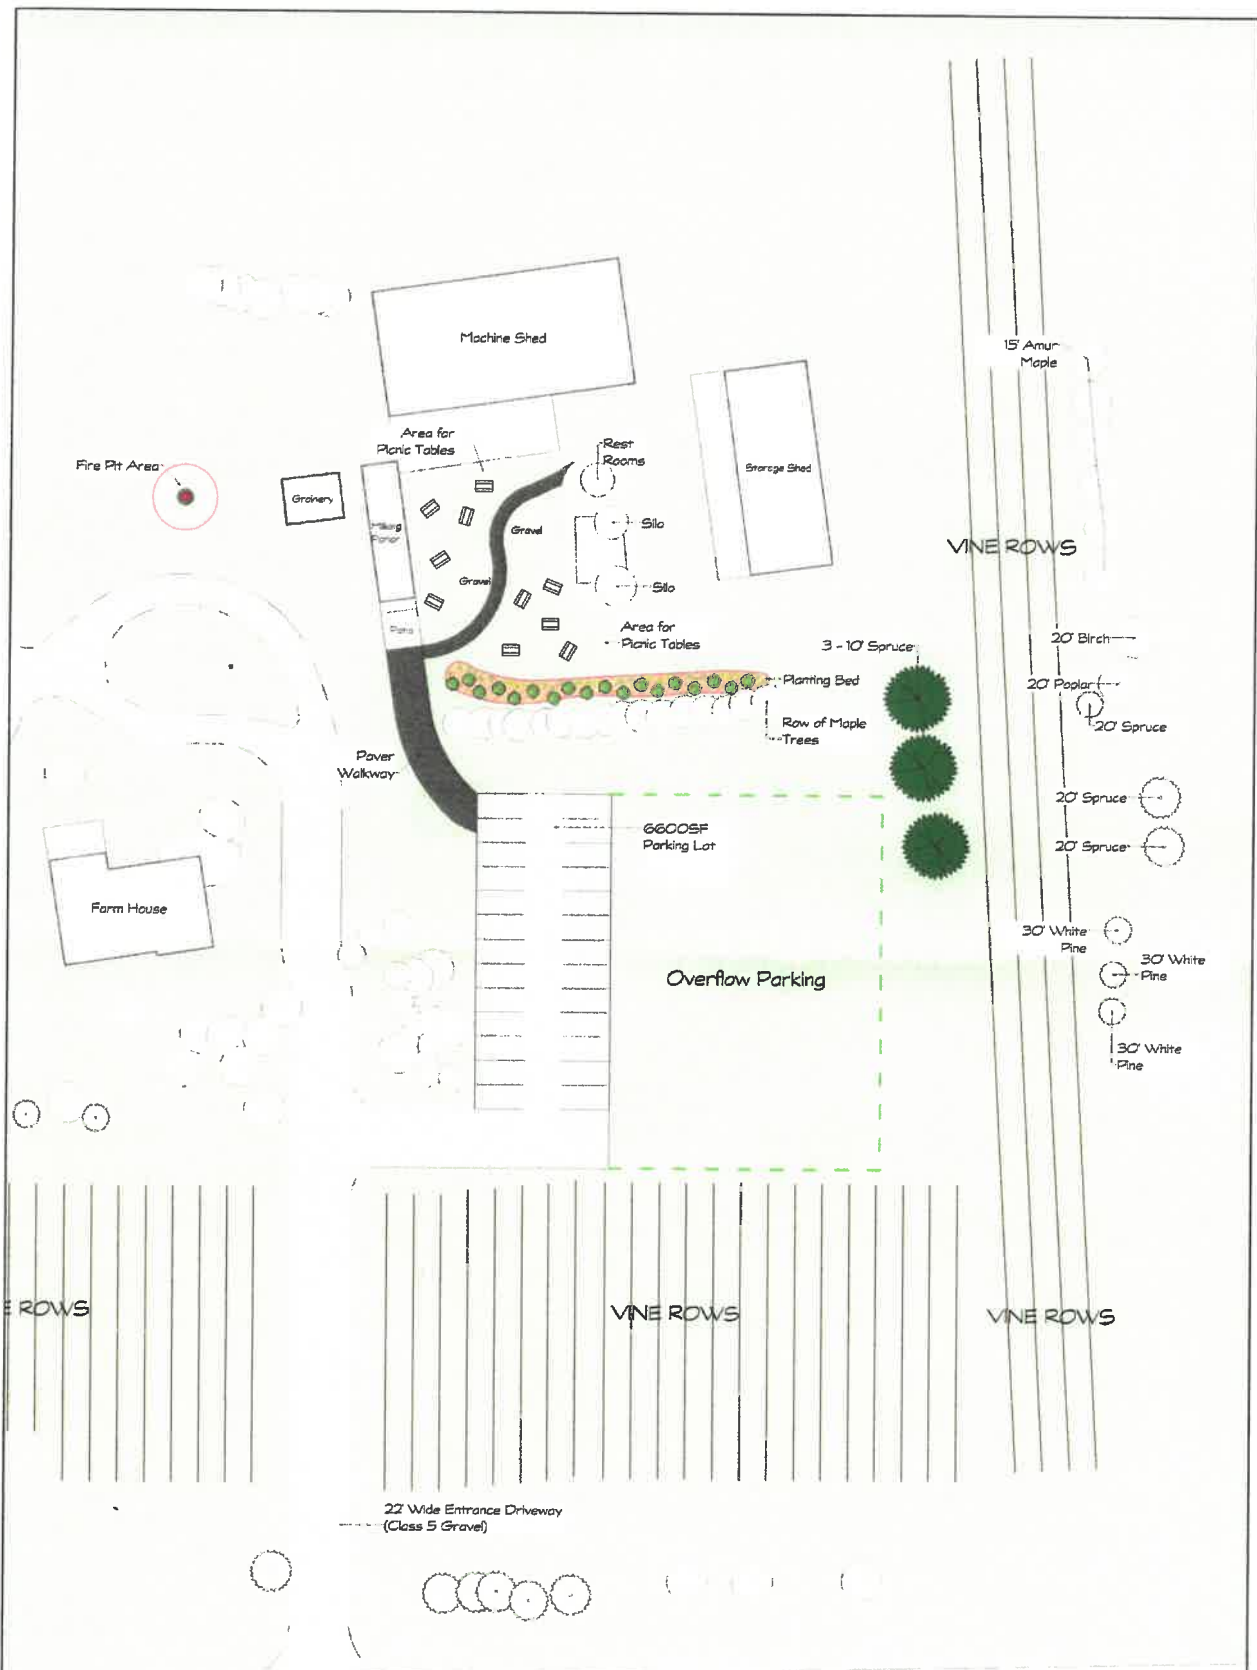 Machine Shed
15' Amur
Maple
Area for
Picnic Tables
Rest
Rooms
Fire Pit Area
Storage Shed
Grainery
Milking
Parlor
Gravel
Silo
VINE ROWS
Gravel
Silo
Patio
Area for
Picnic Tables
20' Birch
3 - 10' Spruce
Planting Bed
20' Poplar
Row of Maple
Trees
20' Spruce
Paver
Walkway
20' Spruce
6600SF
Parking Lot
20' Spruce
Farm House
30' White
Pine
30' White
Pine
Overflow Parking
30' White
Pine
E ROWS
VINE ROWS
VINE ROWS
22' Wide Entrance Driveway
(Class 5 Gravel)